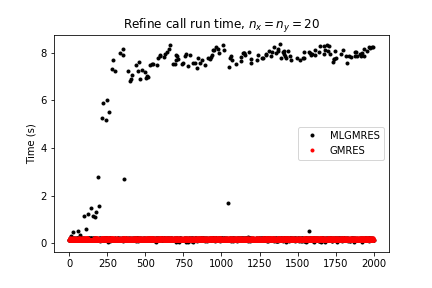 Refine call run time, $n_x = n_y = 20$
Time (s)
8
6
4
2
0
MLGMRES
GMRES
0 250 500 750 1000 1250 1500 1750 2000